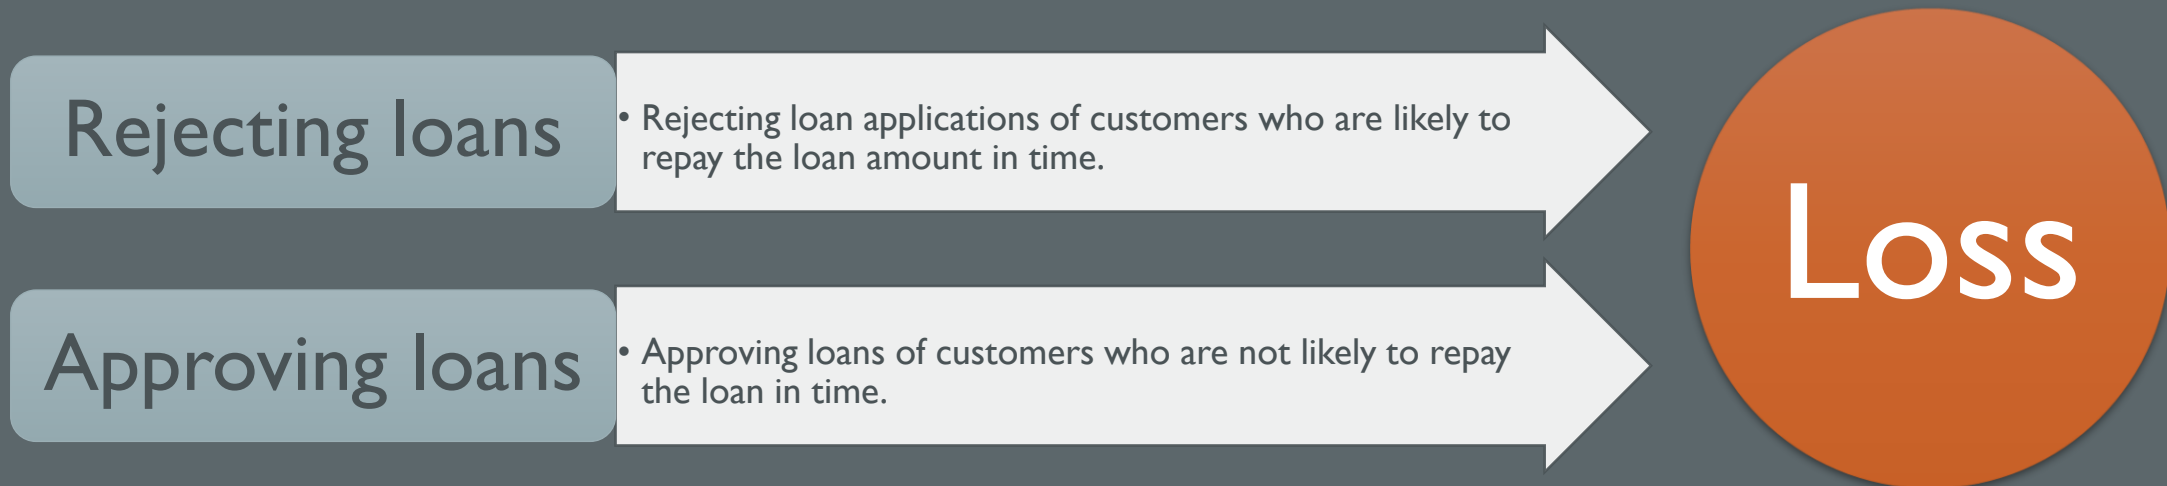 Rejecting loans
• Rejecting loan applications of customers who are likely to
repay the loan amount in time.
Approving loans
• Approving loans of customers who are not likely to repay
the loan in time.
Loss